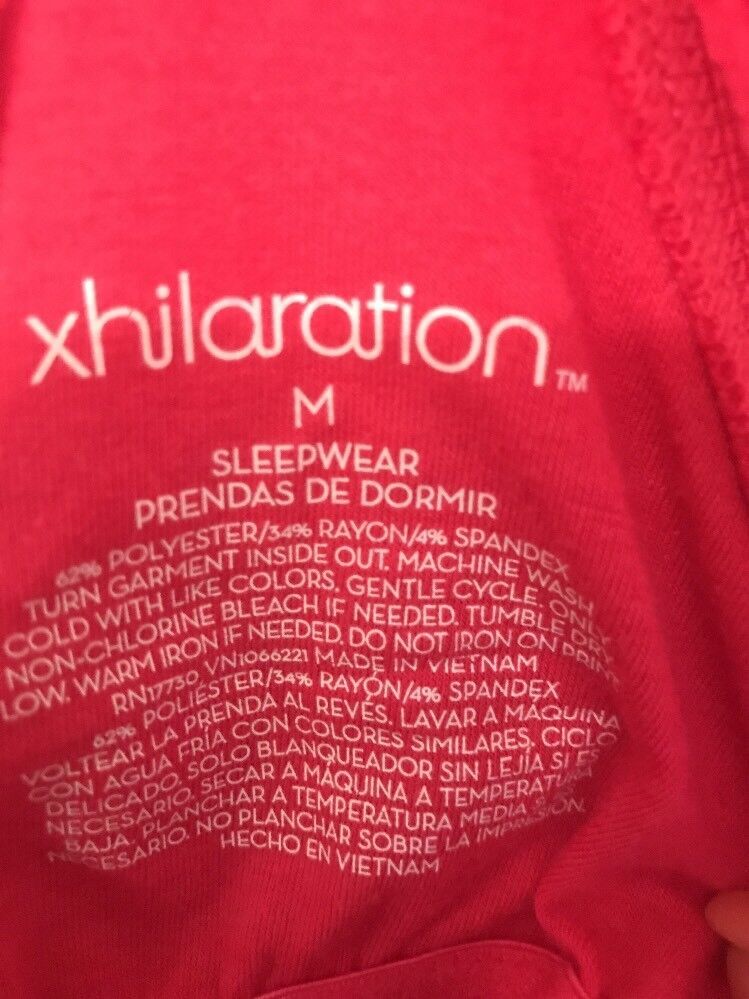 xhilaration™
M
SLEEPWEAR
PRENDAS DE DORMIR
62% POLYESTER/34% RAYON/4% SPANDEX
TURN GARMENT INSIDE OUT. MACHINE WASH
COLD WITH LIKE COLORS. GENTLE CYCLE. ONLY
NON-CHLORINE BLEACH IF NEEDED. TUMBLE DRY
LOW. WARM IRON IF NEEDED. DO NOT IRON ON PRINT
RN17730 VN1066221 MADE IN VIETNAM
62% POLIÉSTER/34% RAYÓN/4% SPANDEX
VOLTEAR LA PRENDA AL REVÉS. LAVAR A MÁQUINA
CON AGUA FRÍA CON COLORES SIMILARES. CICLO
DELICADO. SOLO BLANQUEADOR SIN LEJÍA SI ES
NECESARIO. SECAR A MÁQUINA A TEMPERATURA
BAJA. PLANCHAR A TEMPERATURA MEDIA
NECESARIO. NO PLANCHAR SOBRE LA IMPRESIÓN.
HECHO EN VIETNAM